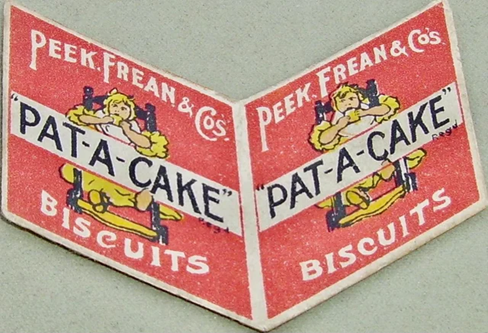 PEEK, FREAN & Co's.
"PAT-A-CAKE"
Regd
BISCUITS
PEEK, FREAN & Co's.
"PAT-A-CAKE"
Regd
BISCUITS